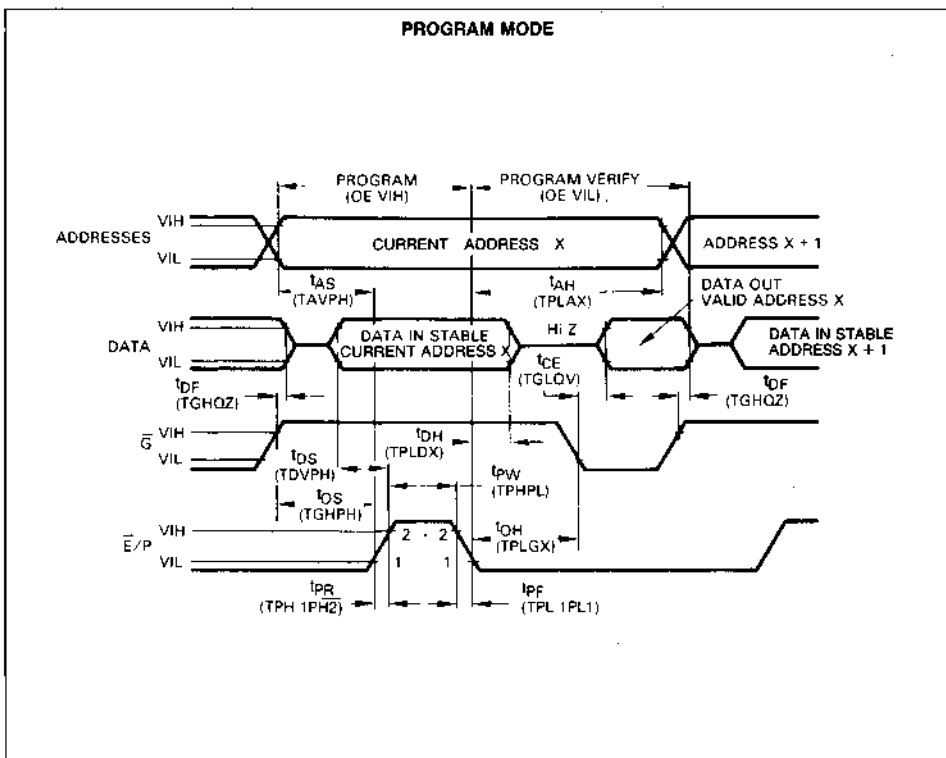 PROGRAM MODE
PROGRAM
(OE VIH)
PROGRAM VERIFY
(OE VIL)
ADDRESSES
VIH
VIL
CURRENT ADDRESS X
ADDRESS X + 1
tAS
(TAVPH)
tAH
(TPLAX)
DATA OUT
VALID ADDRESS X
DATA
VIH
VIL
DATA IN STABLE
CURRENT ADDRESS X
Hi Z
DATA IN STABLE
ADDRESS X + 1
tCE
(TGLQV)
tDF
(TGHQZ)
tDF
(TGHQZ)
G̅
VIH
VIL
tDH
(TPLDX)
tDS
(TDVPH)
tPW
(TPHPL)
tOS
(TGHPH)
tOH
(TPLGX)
E̅/P
VIH
VIL
2 · 2
1 1
tPR
(TPH 1PH2)
tPF
(TPL 1PL1)